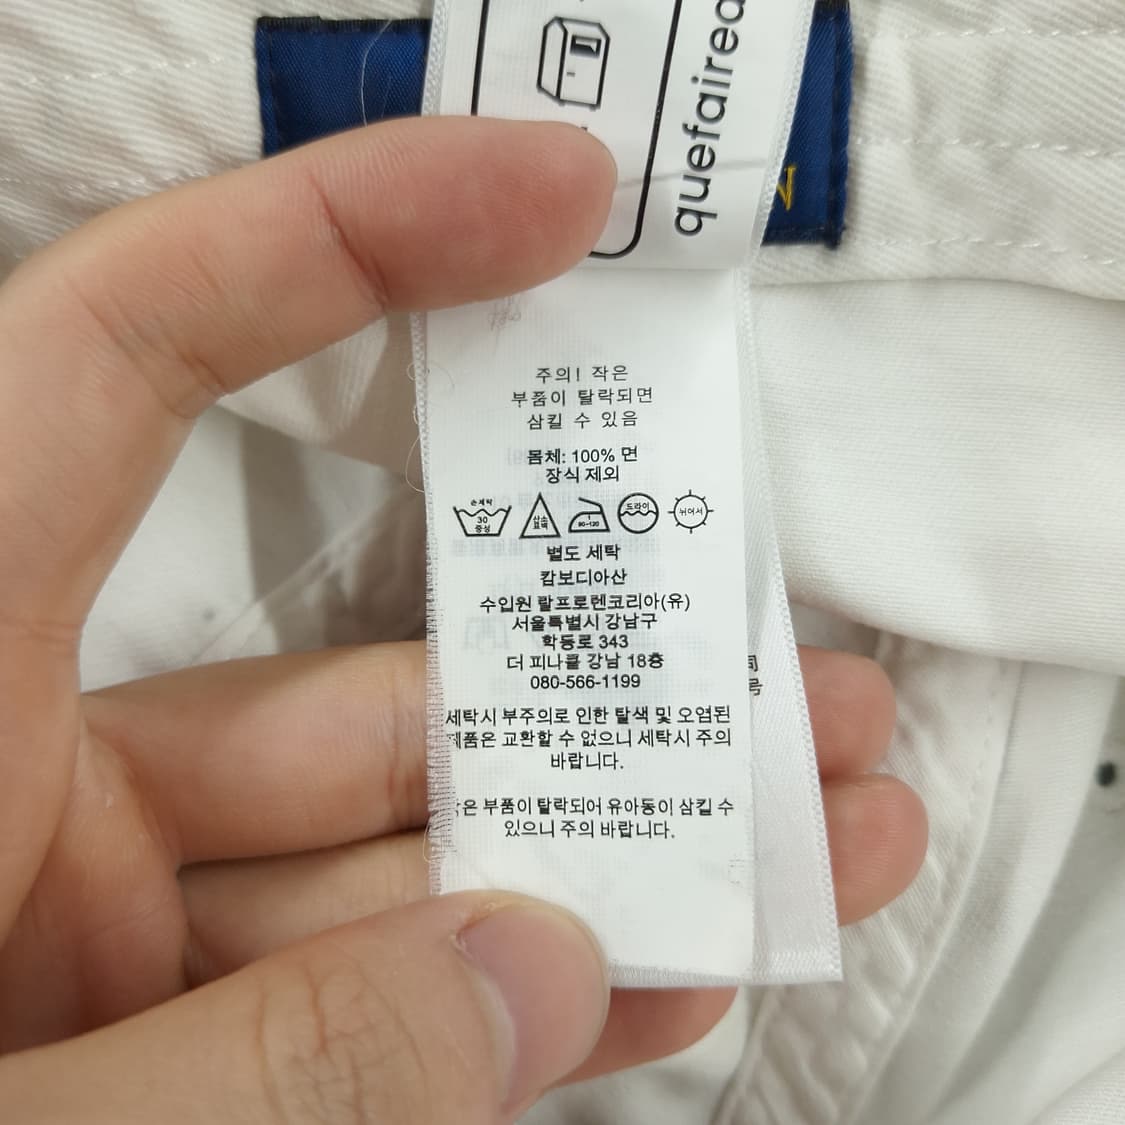 quefairede
주의! 작은
부품이 탈락되면
삼킬 수 있음
몸체: 100% 면
장식 제외
손세탁
30
중성
산소
표백
1
80-120
드라이
뉘어서
별도 세탁
캄보디아산
수입원 랄프로렌코리아(유)
서울특별시 강남구
학동로 343
더 피나클 강남 18층
080-566-1199
세탁시 부주의로 인한 탈색 및 오염된
제품은 교환할 수 없으니 세탁시 주의
바랍니다.
작은 부품이 탈락되어 유아동이 삼킬 수
있으니 주의 바랍니다.